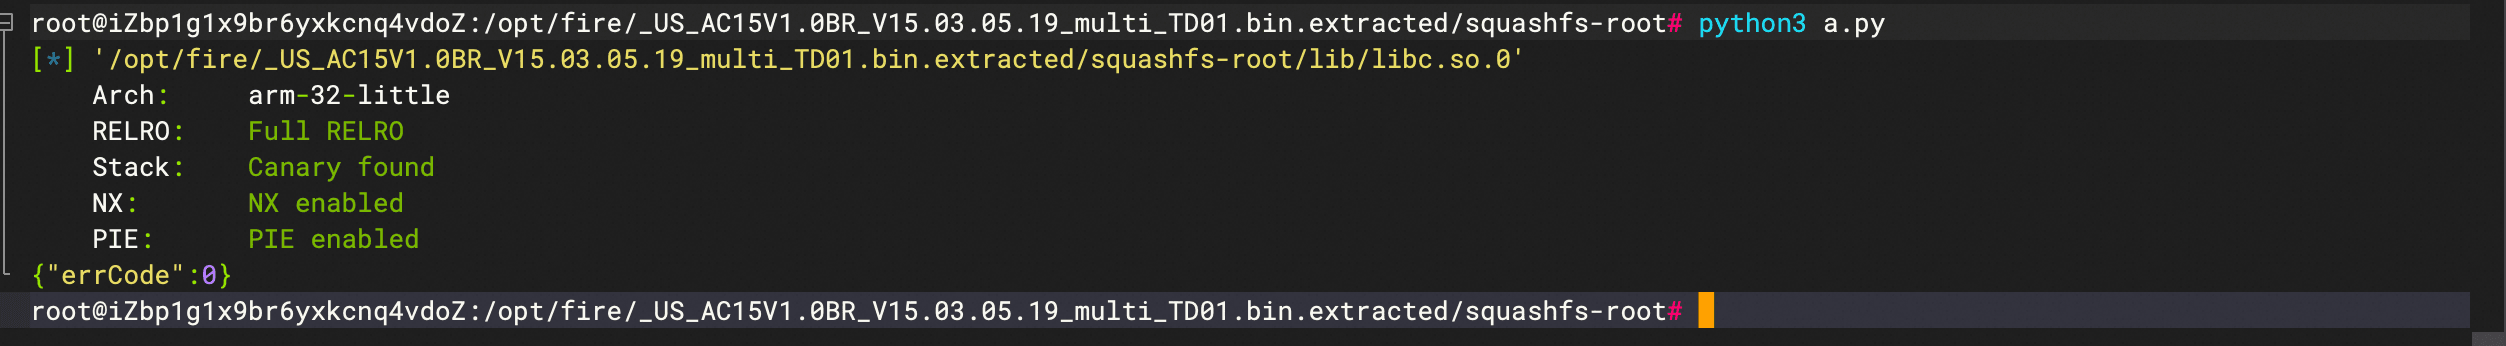 root@iZbp1g1x9br6yxkcnq4vdoZ:/opt/fire/_US_AC15V1.0BR_V15.03.05.19_multi_TD01.bin.extracted/squashfs-root# python3 a.py
[*] '/opt/fire/_US_AC15V1.0BR_V15.03.05.19_multi_TD01.bin.extracted/squashfs-root/lib/libc.so.0'
    Arch:     arm-32-little
    RELRO:    Full RELRO
    Stack:    Canary found
    NX:       NX enabled
    PIE:      PIE enabled
{"errCode":0}
root@iZbp1g1x9br6yxkcnq4vdoZ:/opt/fire/_US_AC15V1.0BR_V15.03.05.19_multi_TD01.bin.extracted/squashfs-root#